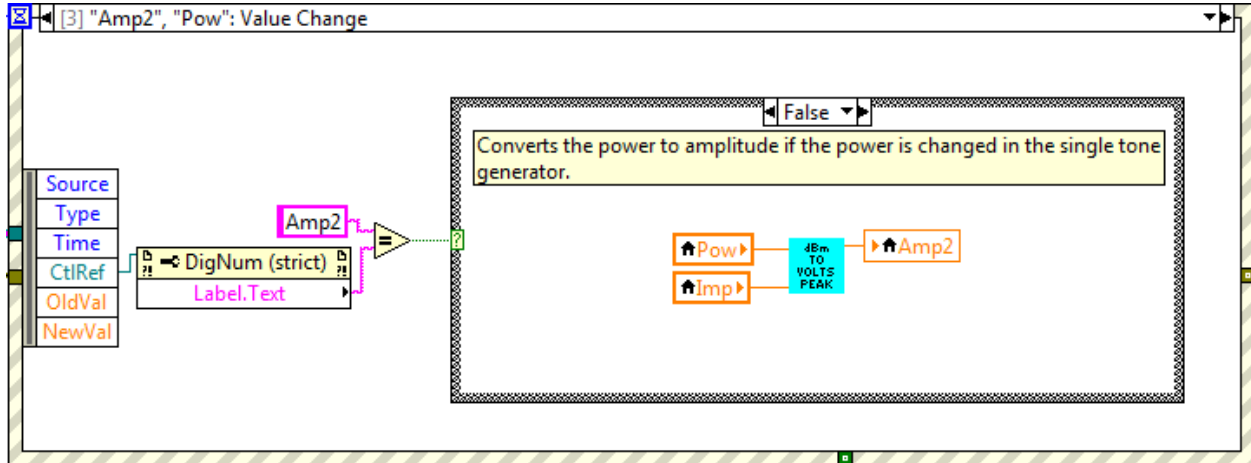 [3] "Amp2", "Pow": Value Change
False
Converts the power to amplitude if the power is changed in the single tone
generator.
Source
Type
Time
CtlRef
OldVal
NewVal
Amp2
=
DigNum (strict)
Label.Text
?
Pow
Imp
dBm
TO
VOLTS
PEAK
Amp2